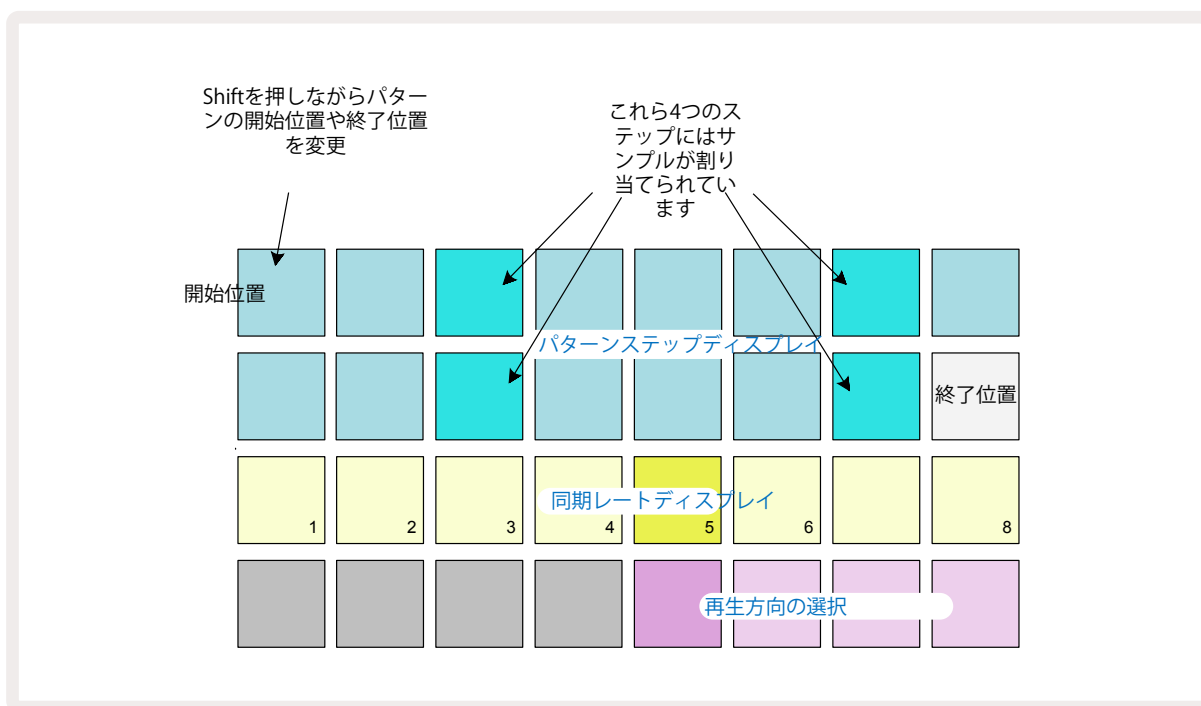 Shiftを押しながらパター
ンの開始位置や終了位置
を変更
これら4つのス
テップにはサ
ンプルが割り
当てられてい
ます
開始位置
パターンステップディスプレイ
終了位置
同期レートディスプレイ
1 2 3 4 5 6 8
再生方向の選択